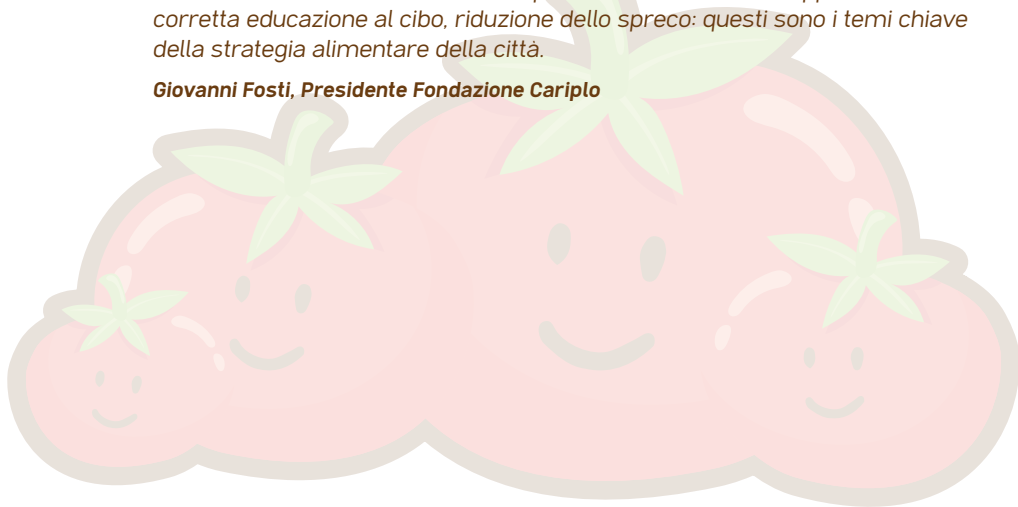 corretta educazione al cibo, riduzione dello spreco: questi sono i temi chiave
della strategia alimentare della città.
Giovanni Fosti, Presidente Fondazione Cariplo